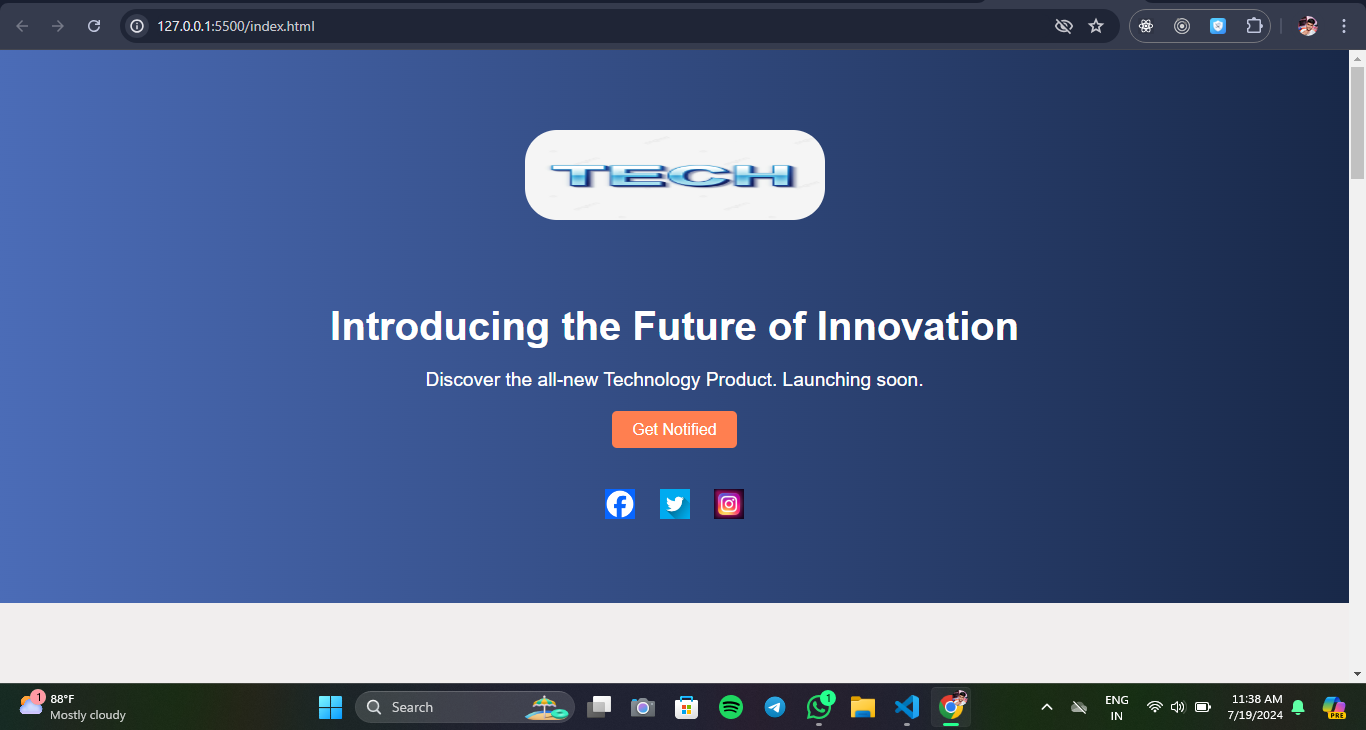 127.0.0.1:5500/index.html
TECH
Introducing the Future of Innovation
Discover the all-new Technology Product. Launching soon.
Get Notified
1
88°F
Mostly cloudy
Search
1
ENG
IN
11:38 AM
7/19/2024
PRE